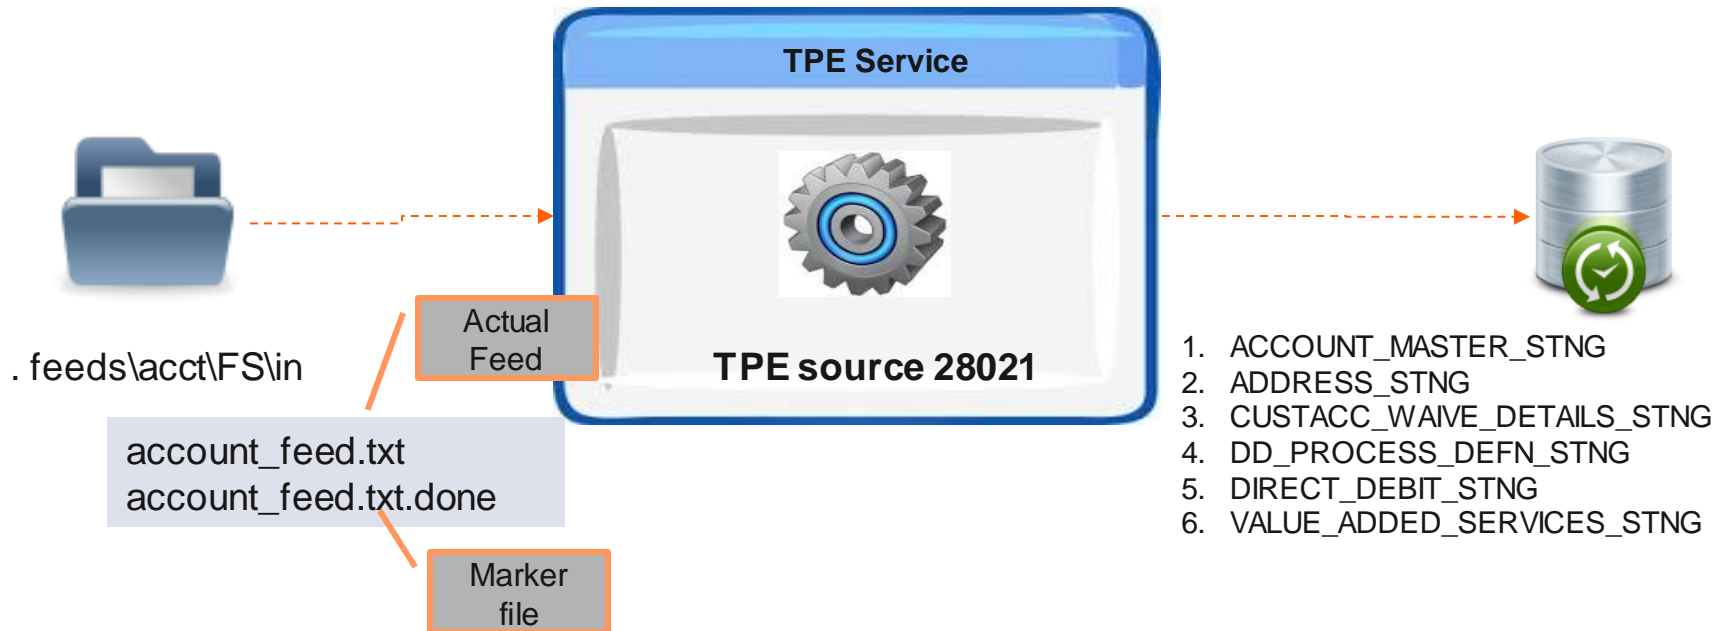 TPE Service
Actual
Feed
. feeds\acct\FS\in
TPE source 28021
account_feed.txt
account_feed.txt.done
Marker
file
1. ACCOUNT_MASTER_STNG
2. ADDRESS_STNG
3. CUSTACC_WAIVE_DETAILS_STNG
4. DD_PROCESS_DEFN_STNG
5. DIRECT_DEBIT_STNG
6. VALUE_ADDED_SERVICES_STNG